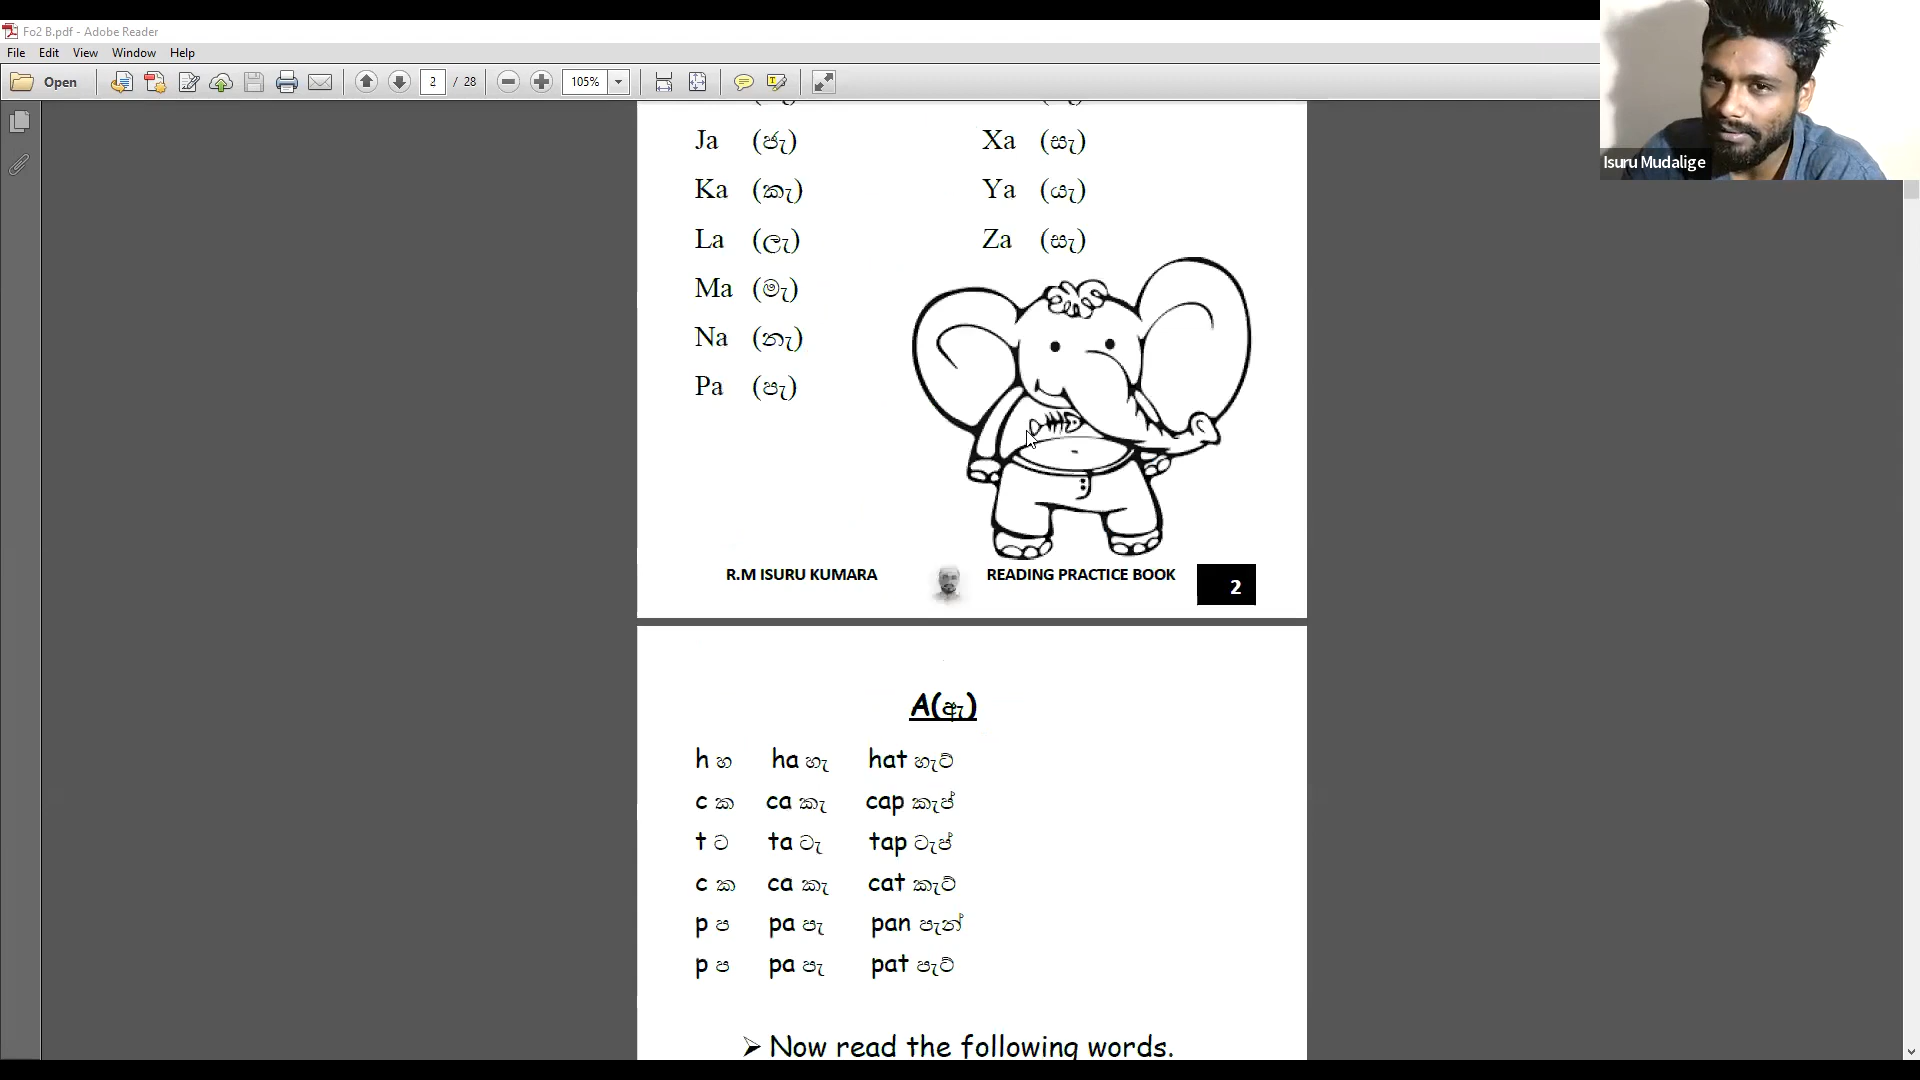 Fo2 B.pdf - Adobe Reader
File Edit View Window Help
Open 2 / 28 105%
Isuru Mudalige
Ja (ජැ) Xa (සැ)
Ka (කැ) Ya (යැ)
La (ලැ) Za (සැ)
Ma (මැ)
Na (නැ)
Pa (පැ)
R.M ISURU KUMARA READING PRACTICE BOOK 2
A(ඇ)
h හ ha හැ hat හැට්
c ක ca කැ cap කැප්
t ට ta ටැ tap ටැප්
c ක ca කැ cat කැට්
p ප pa පැ pan පැන්
p ප pa පැ pat පැට්
➢ Now read the following words.